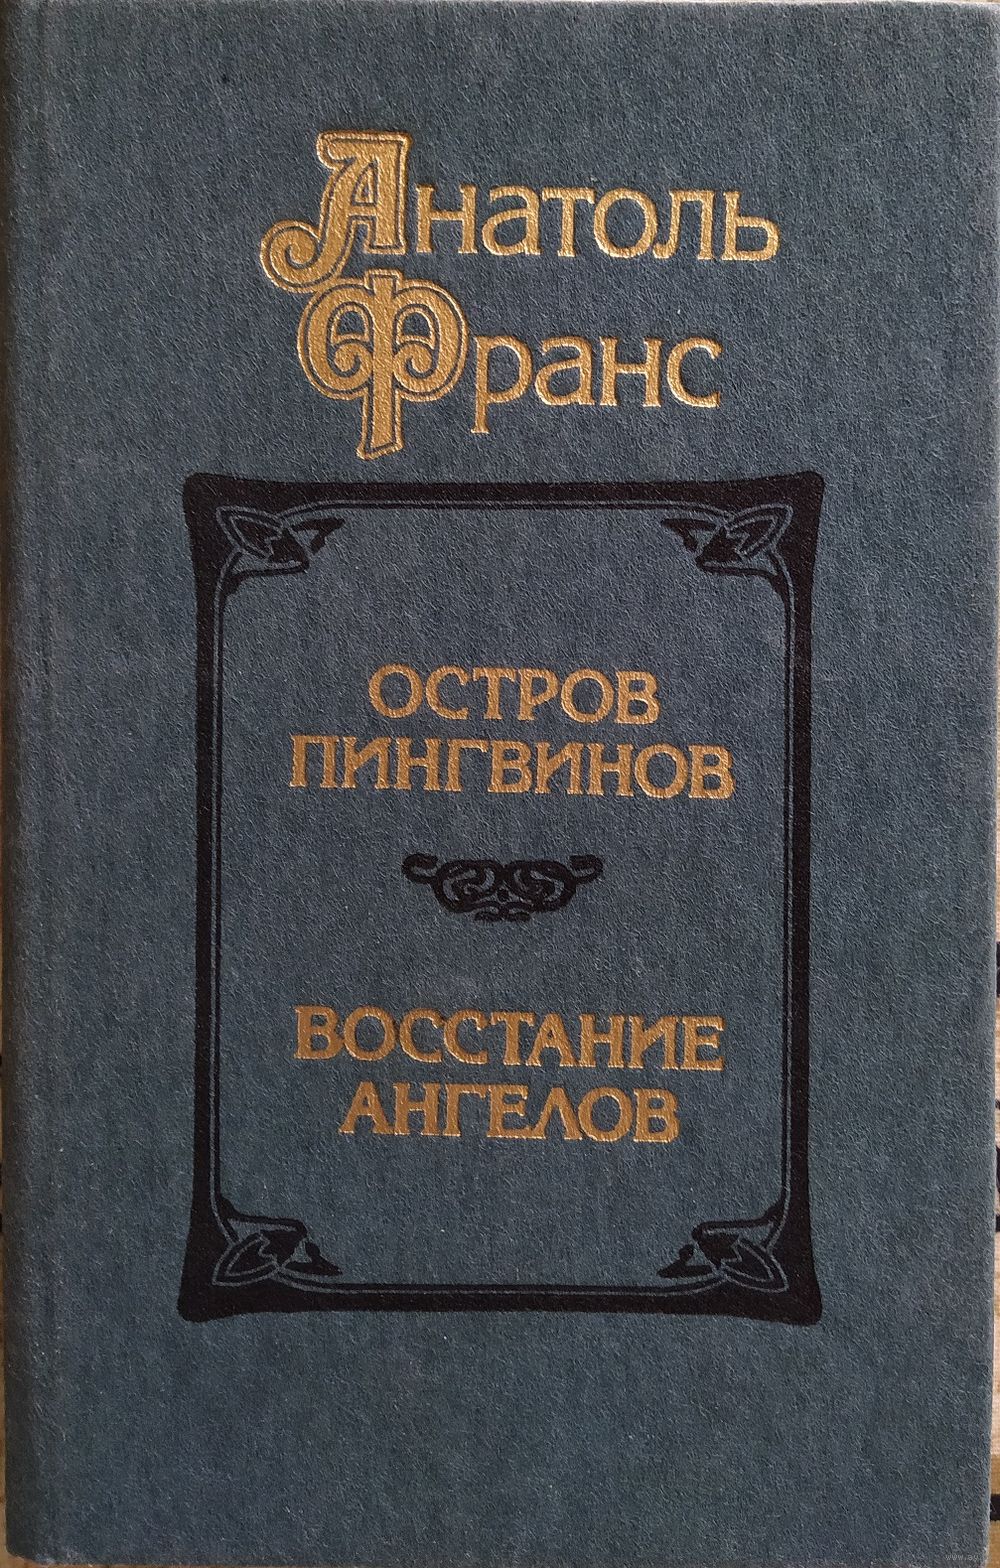 Анатоль
Франс
ОСТРОВ
ПИНГВИНОВ
ВОССТАНИЕ
АНГЕЛОВ